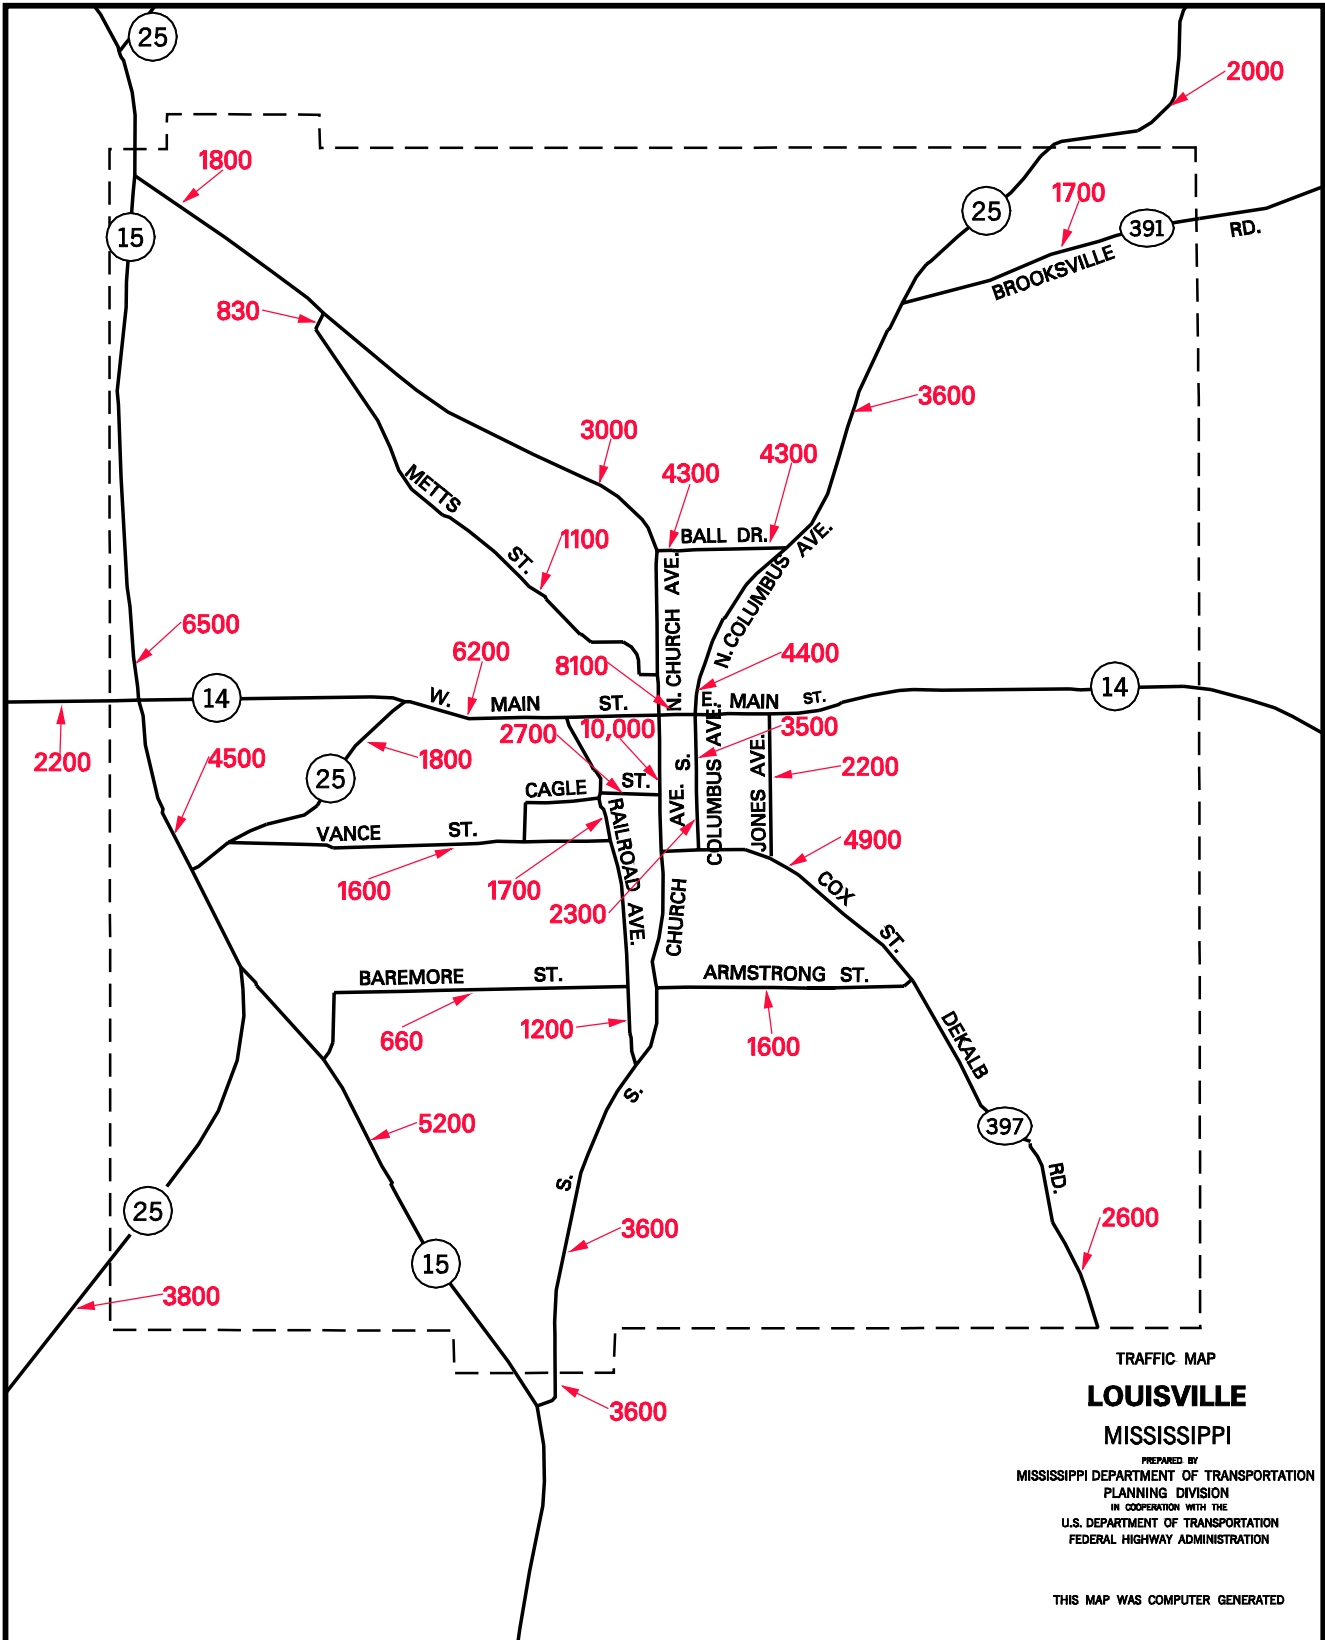 25
2000
1800
1700
25
391
RD.
15
BROOKSVILLE
830
3600
3000
4300
4300
METTS
ST.
1100
BALL DR.
N. COLUMBUS AVE.
N. CHURCH AVE.
6500
6200
8100
4400
14
W. MAIN ST.
E. MAIN ST.
14
2200
4500
25
1800
2700
10,000
3500
2200
CAGLE ST.
COLUMBUS AVE.
JONES AVE.
VANCE ST.
RAILROAD AVE.
CHURCH AVE. S.
4900
1600
1700
2300
COX ST.
BAREMORE ST.
ARMSTRONG ST.
660
1200
1600
DEKALB RD.
5200
S.
397
S.
25
15
3600
2600
3800
3600
TRAFFIC MAP
LOUISVILLE
MISSISSIPPI
PREPARED BY
MISSISSIPPI DEPARTMENT OF TRANSPORTATION
PLANNING DIVISION
IN COOPERATION WITH THE
U.S. DEPARTMENT OF TRANSPORTATION
FEDERAL HIGHWAY ADMINISTRATION
THIS MAP WAS COMPUTER GENERATED